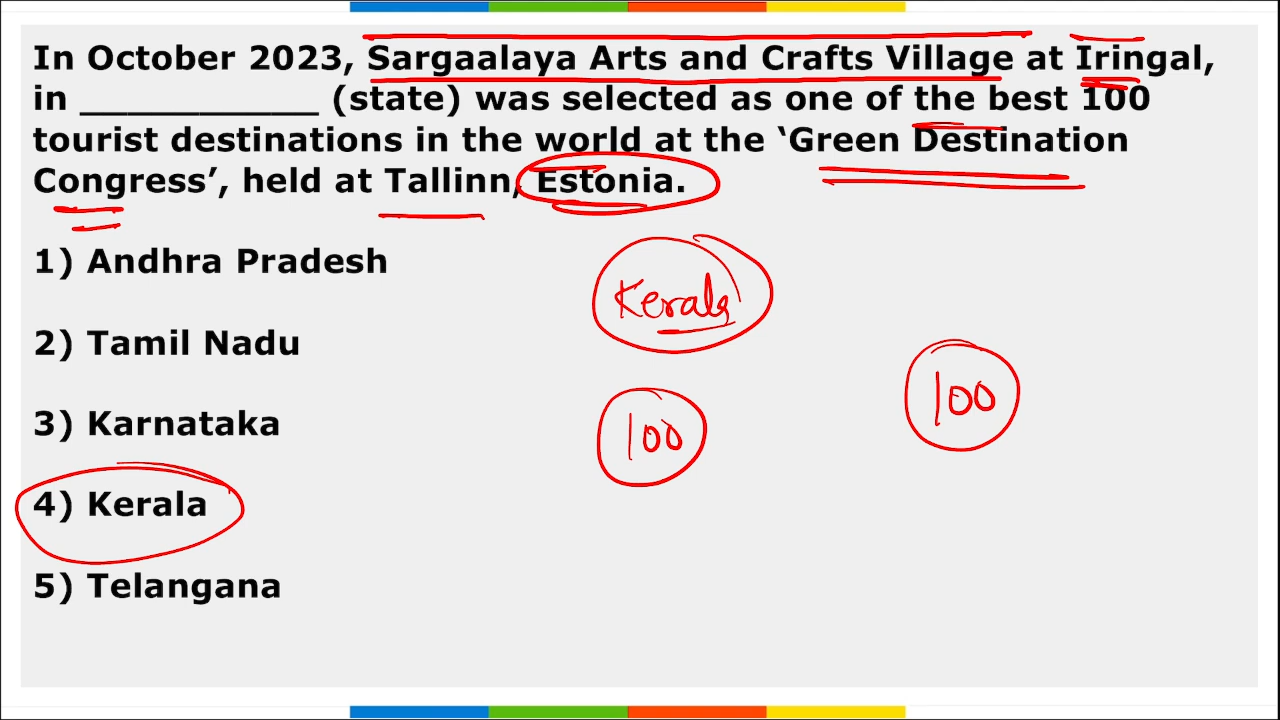 In October 2023, Sargaalaya Arts and Crafts Village at Iringal,
in ____________ (state) was selected as one of the best 100
tourist destinations in the world at the ‘Green Destination
Congress’, held at Tallinn, Estonia.
1) Andhra Pradesh
Kerala
2) Tamil Nadu
100
3) Karnataka
100
4) Kerala
5) Telangana